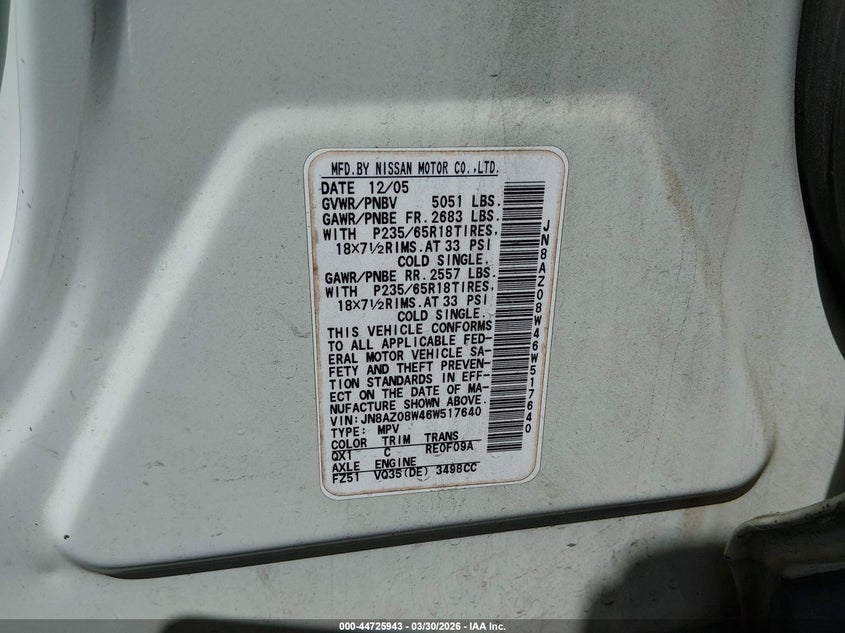 MFD.BY NISSAN MOTOR CO.,LTD.
DATE 12/05
GVWR/PNBV 5051 LBS.
GAWR/PNBE FR. 2683 LBS.
WITH P235/65R18TIRES.
18×7½RIMS.AT 33 PSI
COLD SINGLE.
GAWR/PNBE RR. 2557 LBS.
WITH P235/65R18TIRES.
18×7½RIMS.AT 33 PSI
COLD SINGLE.
THIS VEHICLE CONFORMS
TO ALL APPLICABLE FED-
ERAL MOTOR VEHICLE SA-
FETY AND THEFT PREVEN-
TION STANDARDS IN EFF-
ECT ON THE DATE OF MA-
NUFACTURE SHOWN ABOVE.
VIN:JN8AZ08W46W517640
TYPE: MPV
COLOR TRIM TRANS
QX1 C RE0F09A
AXLE ENGINE
FZ51 VQ35(DE) 3498CC
JN8AZ08W46W517640
000-44725943 - 03/30/2026 - IAA Inc.